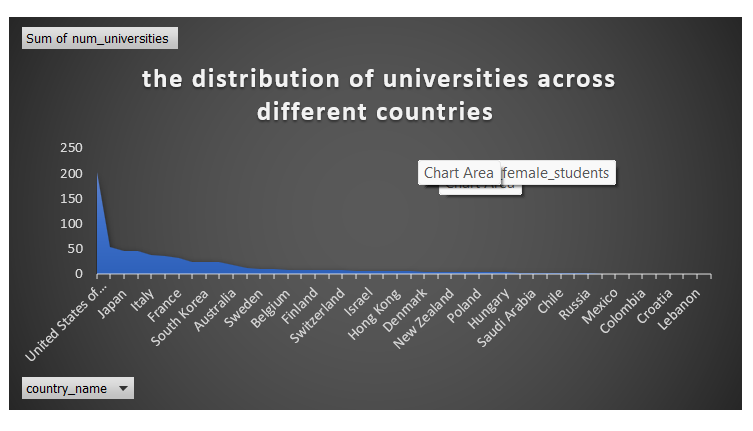 Sum of num_universities
the distribution of universities across
different countries
250
200
150
100
50
0
Chart Area
female_students
Chart Area
United States of...
Japan
Italy
France
South Korea
Australia
Sweden
Belgium
Finland
Switzerland
Israel
Hong Kong
Denmark
New Zealand
Poland
Hungary
Saudi Arabia
Chile
Russia
Mexico
Colombia
Croatia
Lebanon
country_name